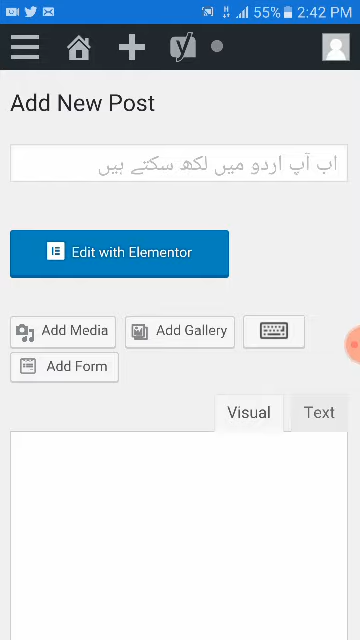 55% 2:42 PM
Add New Post
اب آپ اردو میں لکھ سکتے ہیں
Edit with Elementor
Add Media Add Gallery
Add Form
Visual Text